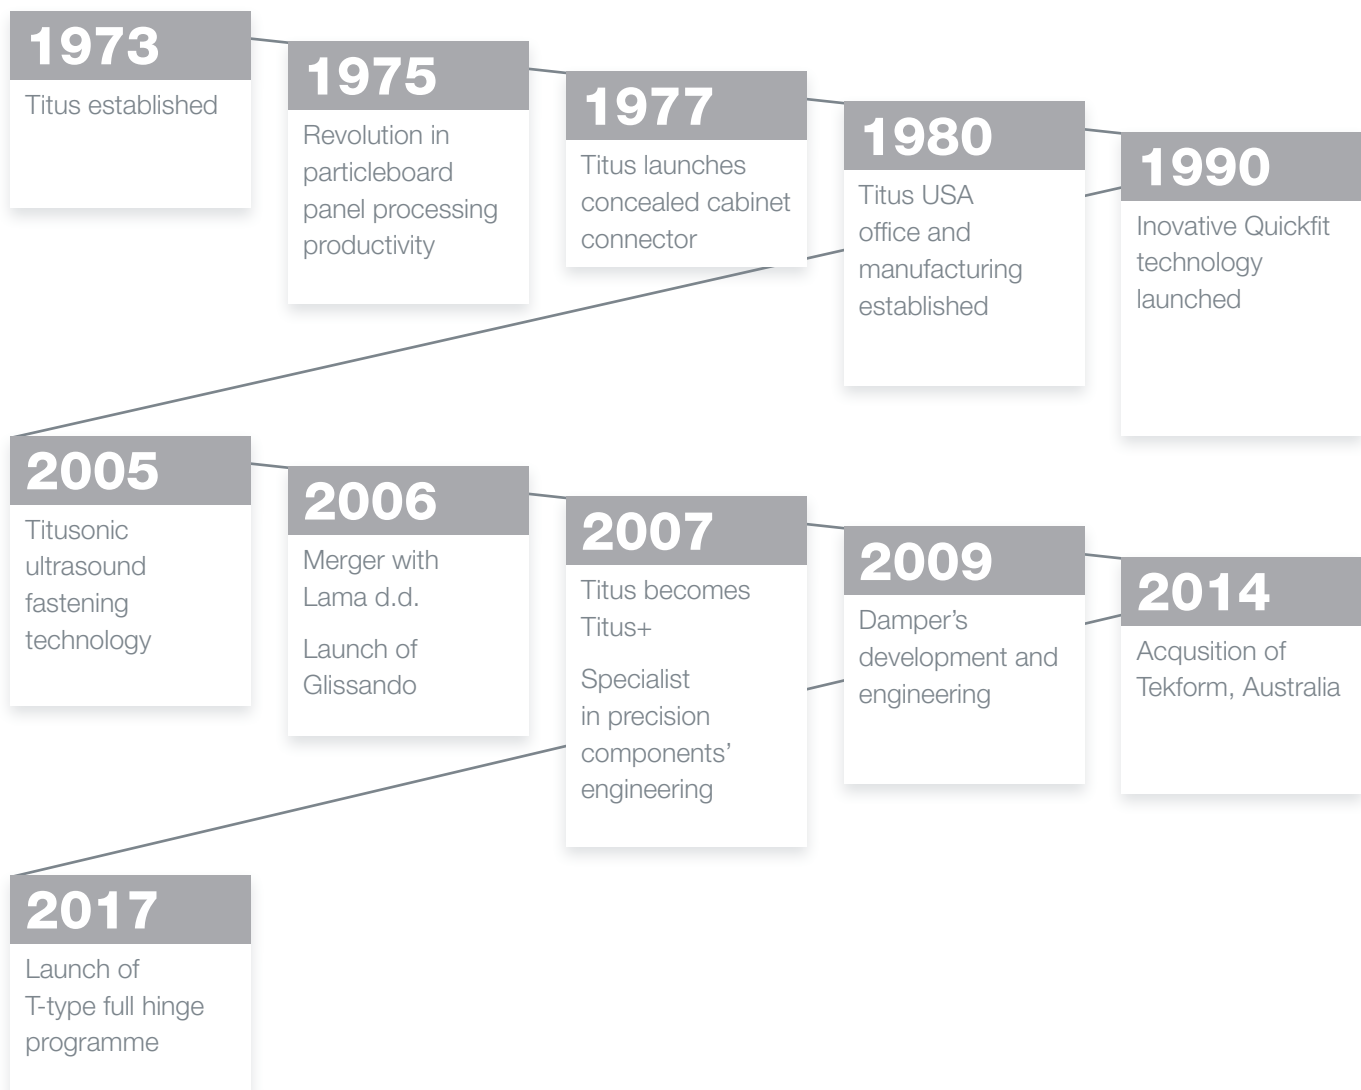 1973
Titus established
1975
Revolution in
particleboard
panel processing
productivity
1977
Titus launches
concealed cabinet
connector
1980
Titus USA
office and
manufacturing
established
1990
Inovative Quickfit
technology
launched
2005
Titusonic
ultrasound
fastening
technology
2006
Merger with
Lama d.d.
Launch of
Glissando
2007
Titus becomes
Titus+
Specialist
in precision
components’
engineering
2009
Damper’s
development and
engineering
2014
Acqusition of
Tekform, Australia
2017
Launch of
T-type full hinge
programme